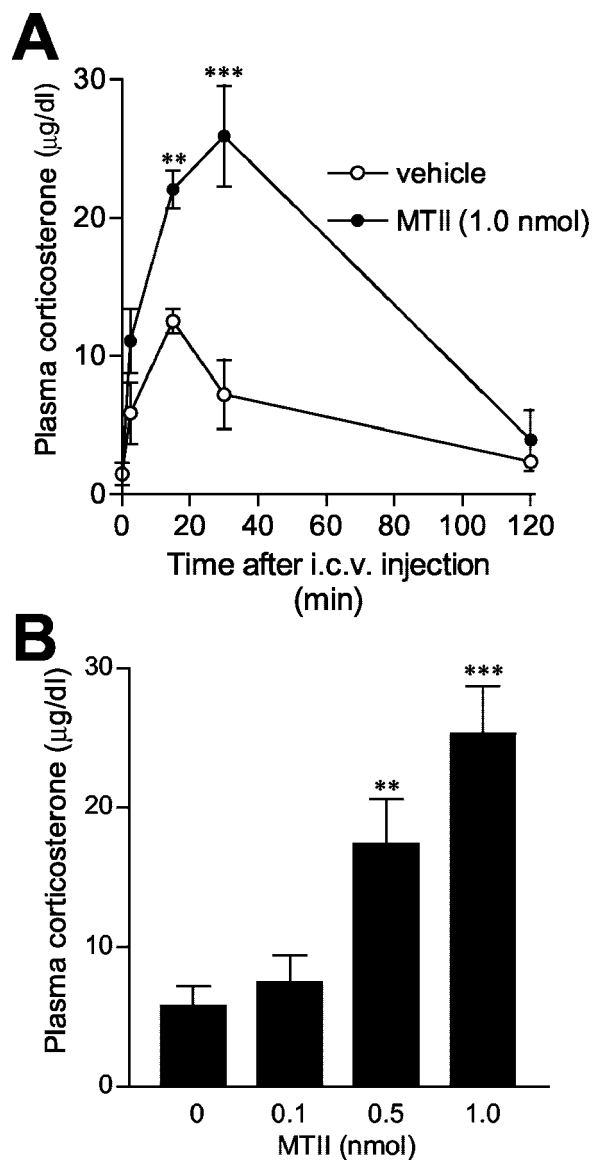 A
Plasma corticosterone (µg/dl)
30
20
10
0
***
**
vehicle
MTII (1.0 nmol)
0 20 40 60 80 100 120
Time after i.c.v. injection
(min)
B
Plasma corticosterone (µg/dl)
30
20
10
0
***
**
0 0.1 0.5 1.0
MTII (nmol)